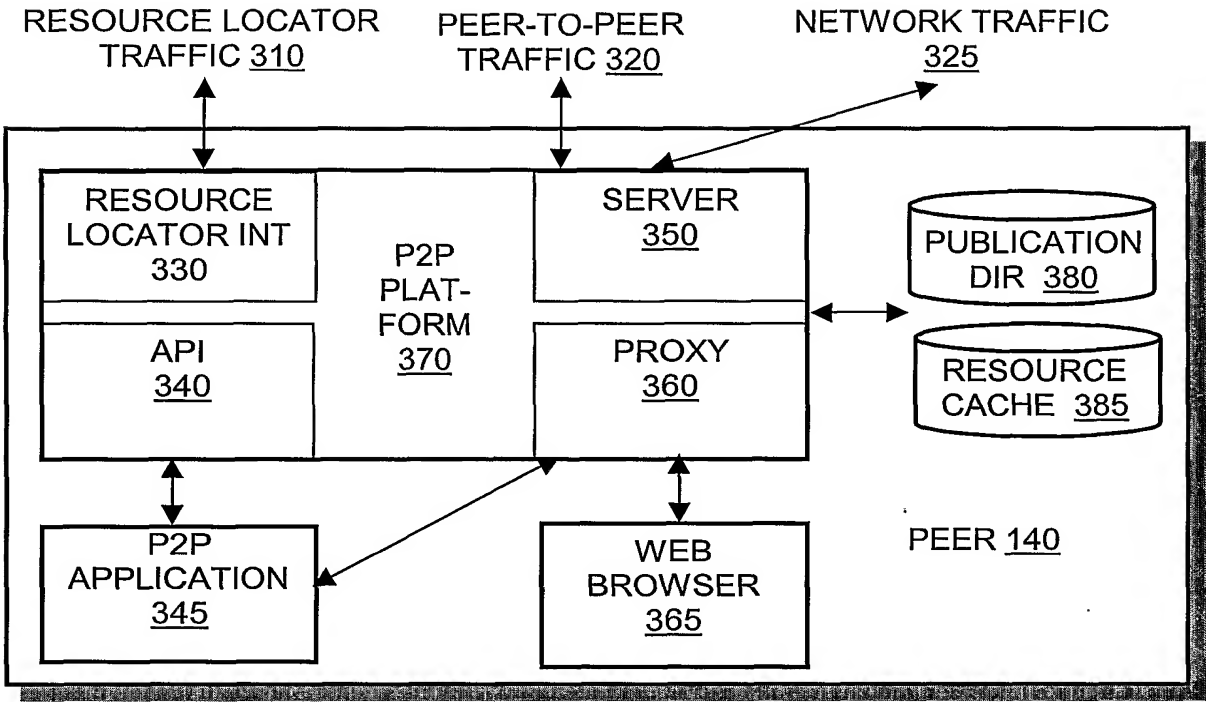 RESOURCE LOCATOR
TRAFFIC 310
PEER-TO-PEER
TRAFFIC 320
NETWORK TRAFFIC
325
RESOURCE
LOCATOR INT
330
P2P
PLAT-
FORM
370
SERVER
350
API
340
PROXY
360
PUBLICATION
DIR 380
RESOURCE
CACHE 385
P2P
APPLICATION
345
WEB
BROWSER
365
PEER 140